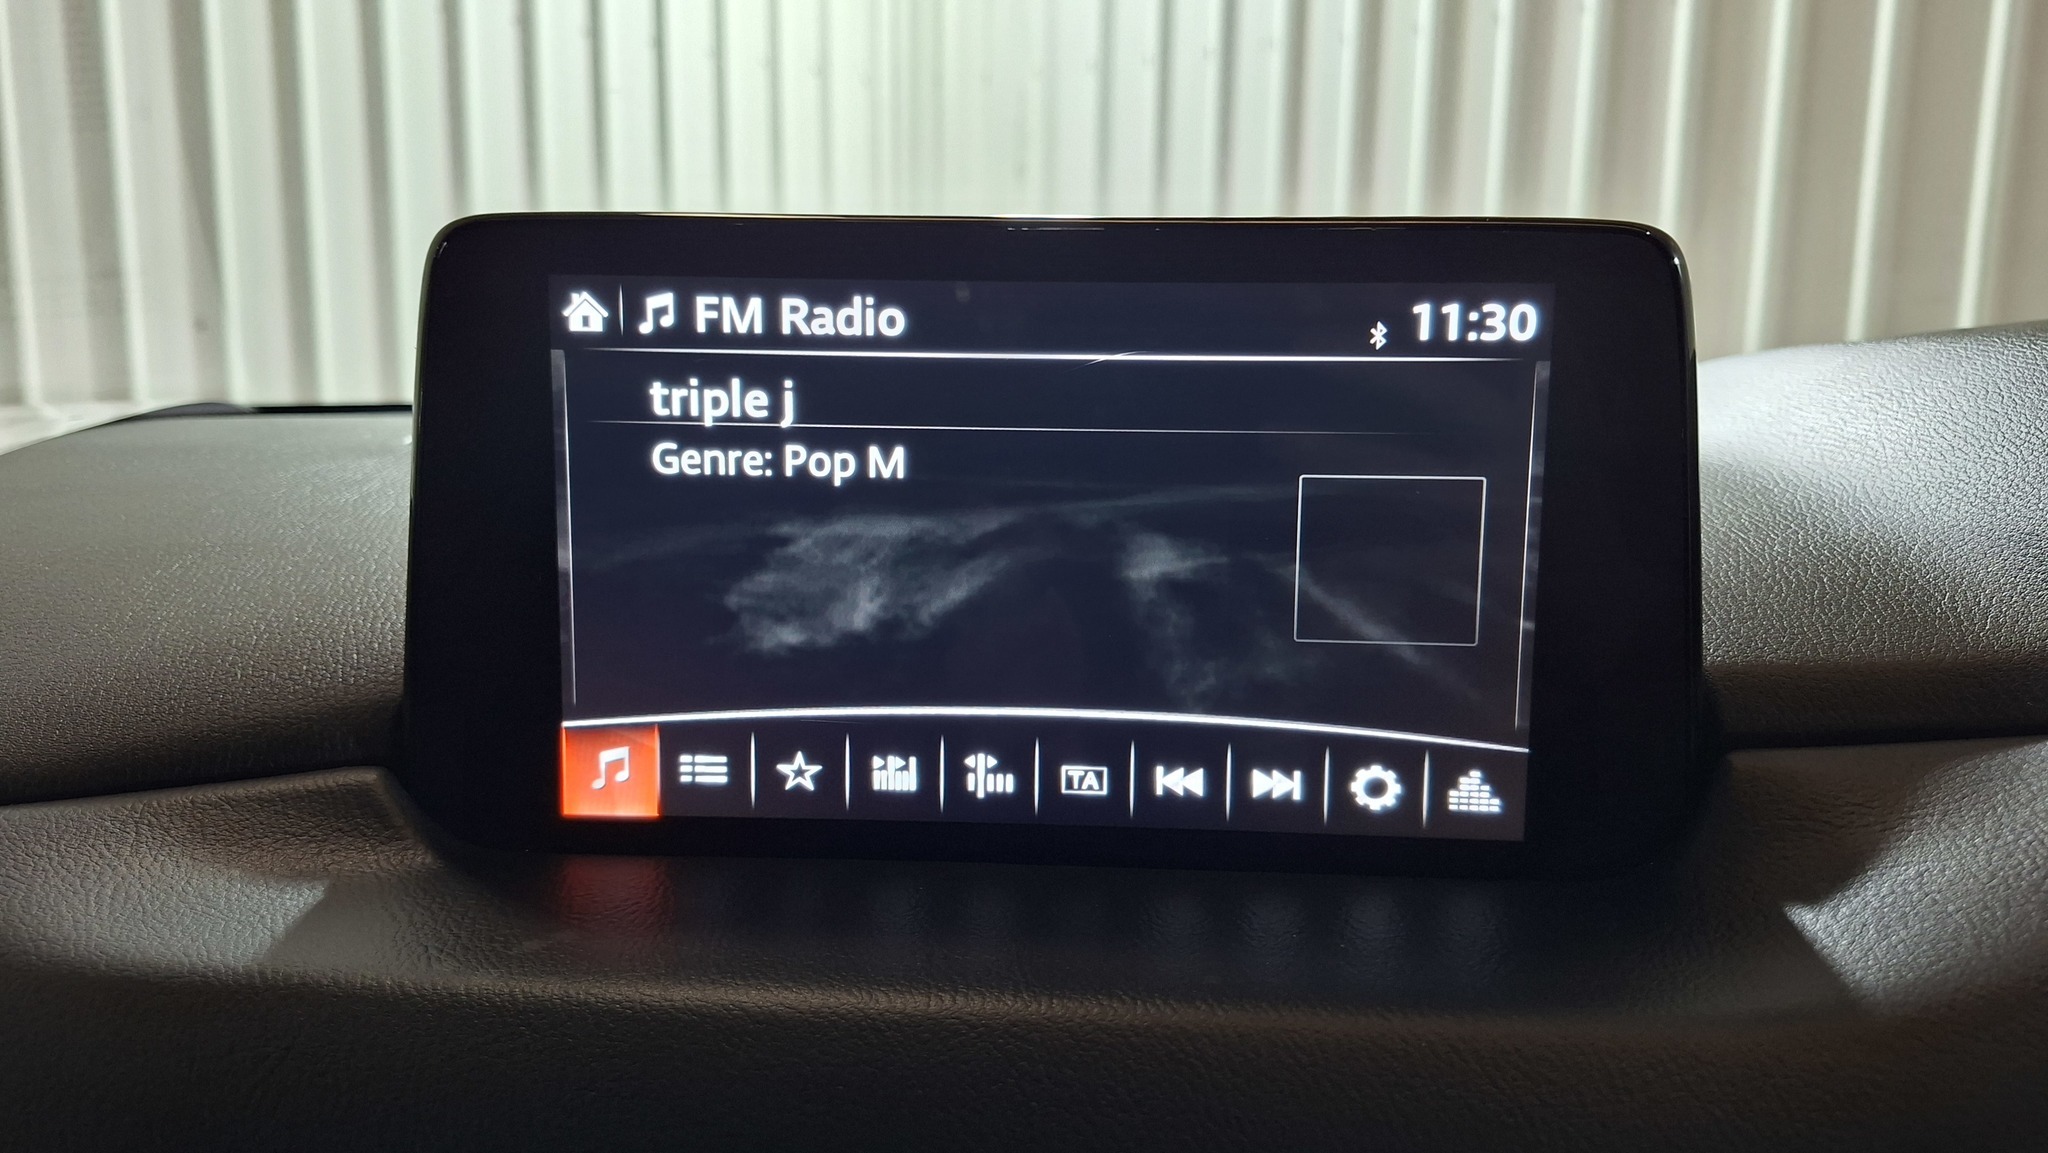 FM Radio 11:30
triple j
Genre: Pop M
TA